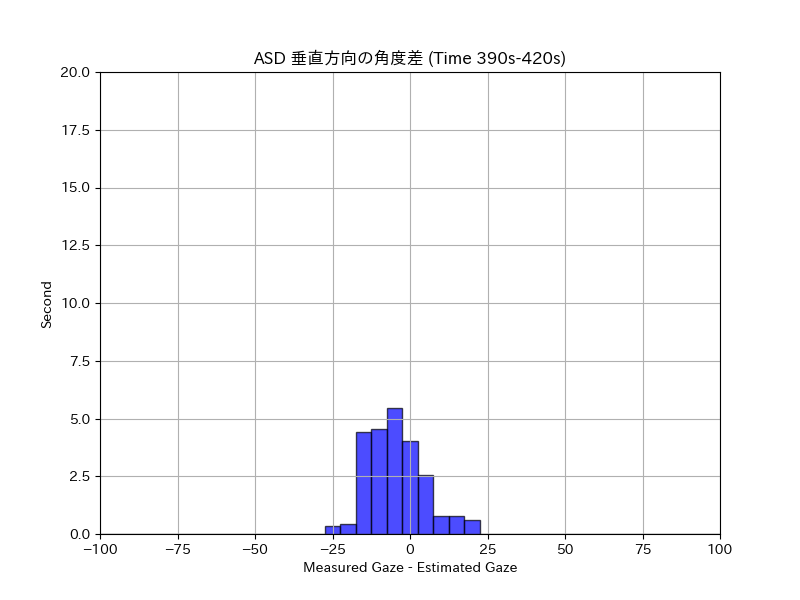 ASD 垂直方向の角度差 (Time 390s-420s)
20.0
17.5
15.0
12.5
10.0
7.5
5.0
2.5
0.0
Second
−100 −75 −50 −25 0 25 50 75 100
Measured Gaze - Estimated Gaze